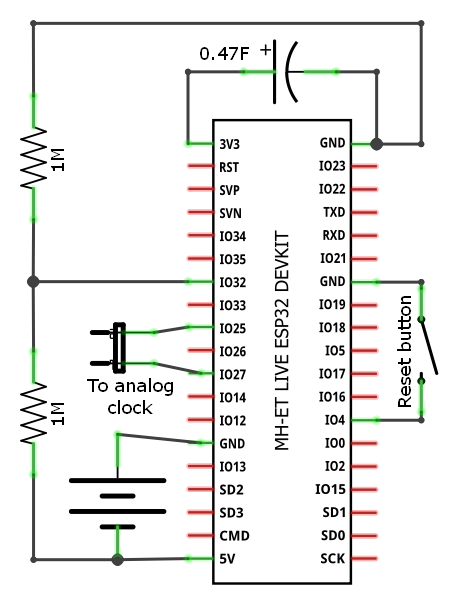 0.47F +
1M
1M
MH-ET LIVE ESP32 DEVKIT
3V3
RST
SVP
SVN
IO34
IO35
IO32
IO33
IO25
IO26
IO27
IO14
IO12
GND
IO13
SD2
SD3
CMD
5V
GND
IO23
IO22
TXD
RXD
IO21
GND
IO19
IO18
IO5
IO17
IO16
IO4
IO0
IO2
IO15
SD1
SD0
SCK
To analog
clock
Reset button